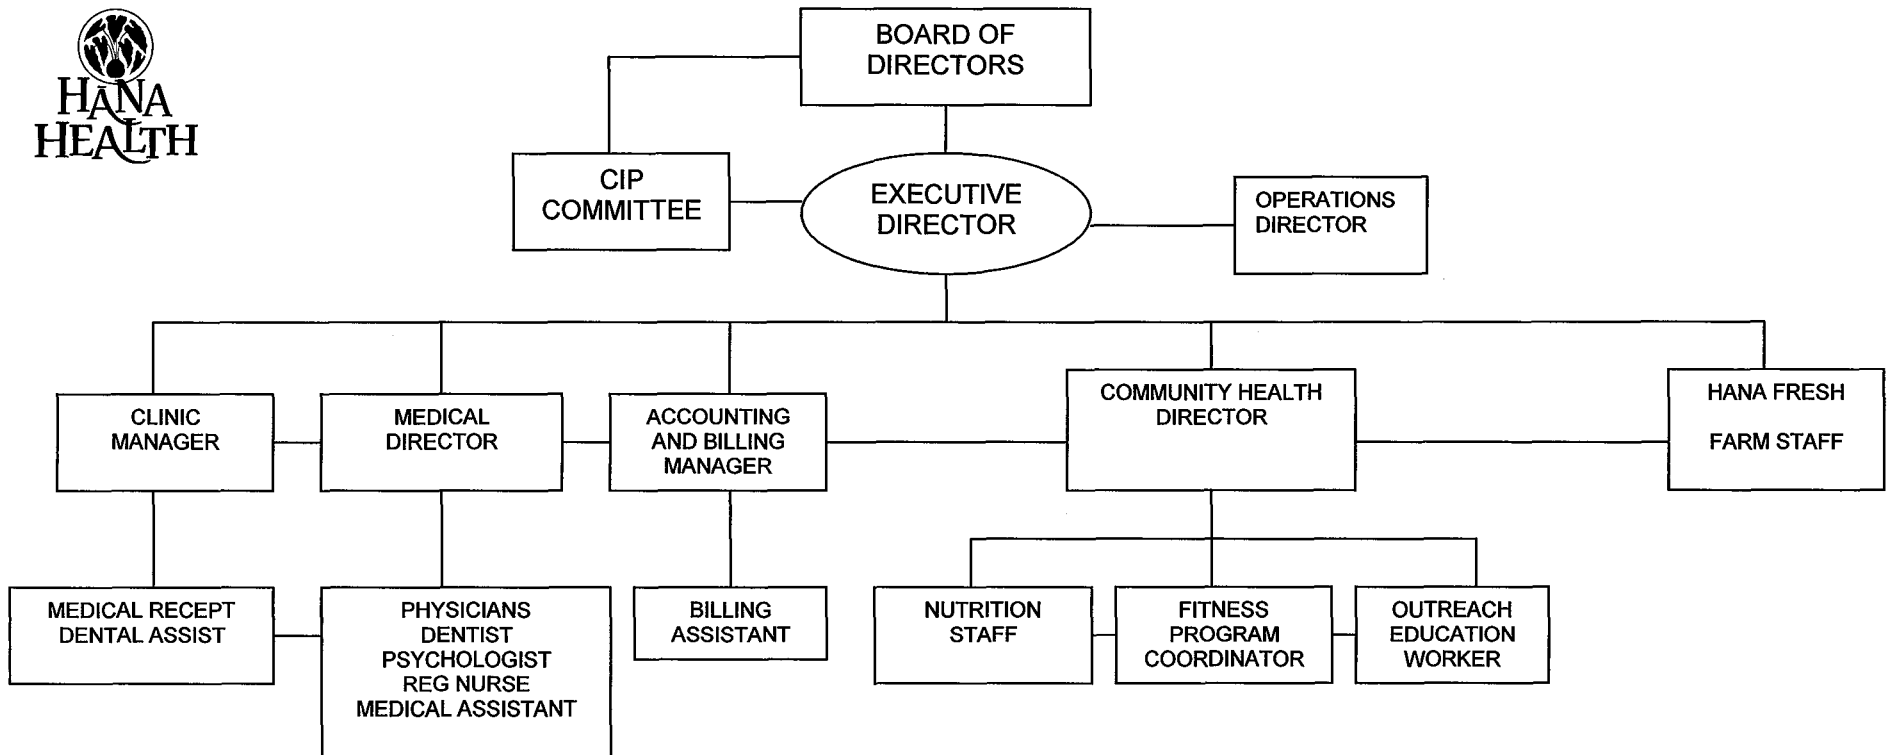 HĀNA
HEALTH
BOARD OF
DIRECTORS
CIP
COMMITTEE
EXECUTIVE
DIRECTOR
OPERATIONS
DIRECTOR
CLINIC
MANAGER
MEDICAL
DIRECTOR
ACCOUNTING
AND BILLING
MANAGER
COMMUNITY HEALTH
DIRECTOR
HANA FRESH
FARM STAFF
MEDICAL RECEPT
DENTAL ASSIST
PHYSICIANS
DENTIST
PSYCHOLOGIST
REG NURSE
MEDICAL ASSISTANT
BILLING
ASSISTANT
NUTRITION
STAFF
FITNESS
PROGRAM
COORDINATOR
OUTREACH
EDUCATION
WORKER